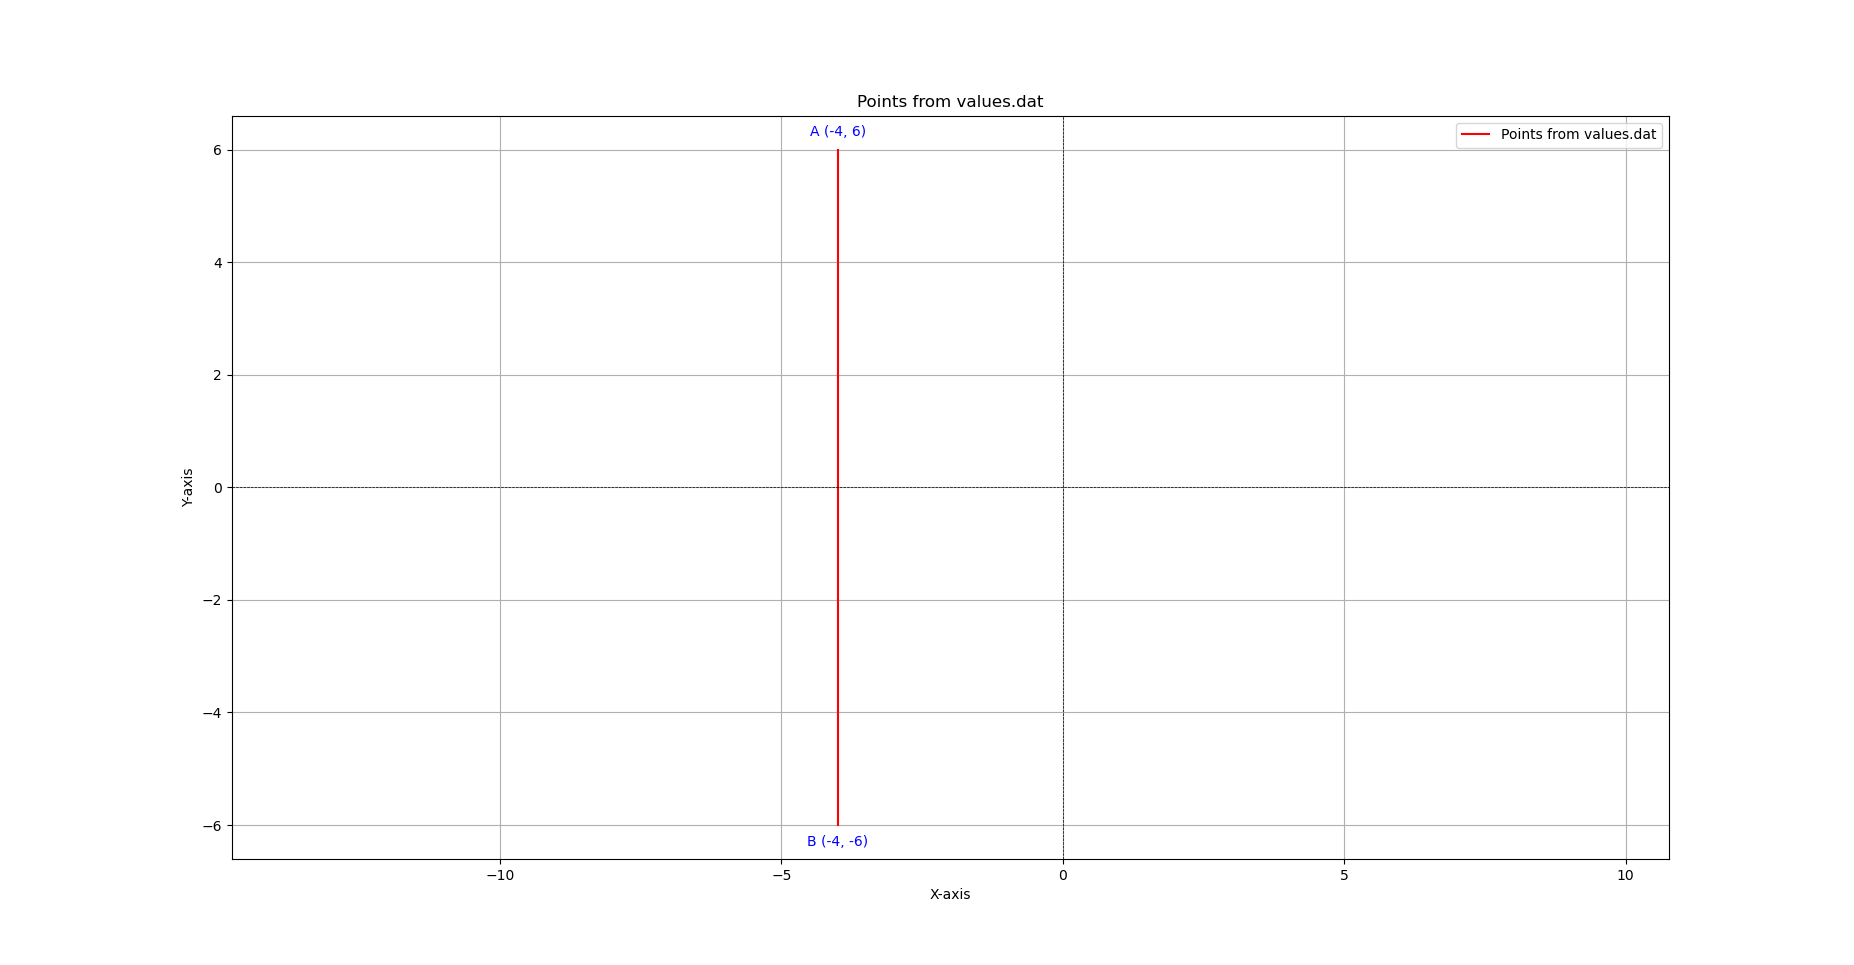 Points from values.dat
A (-4, 6)
Points from values.dat
6
4
2
0
−2
−4
−6
Y-axis
B (-4, -6)
−10
−5
0
5
10
X-axis